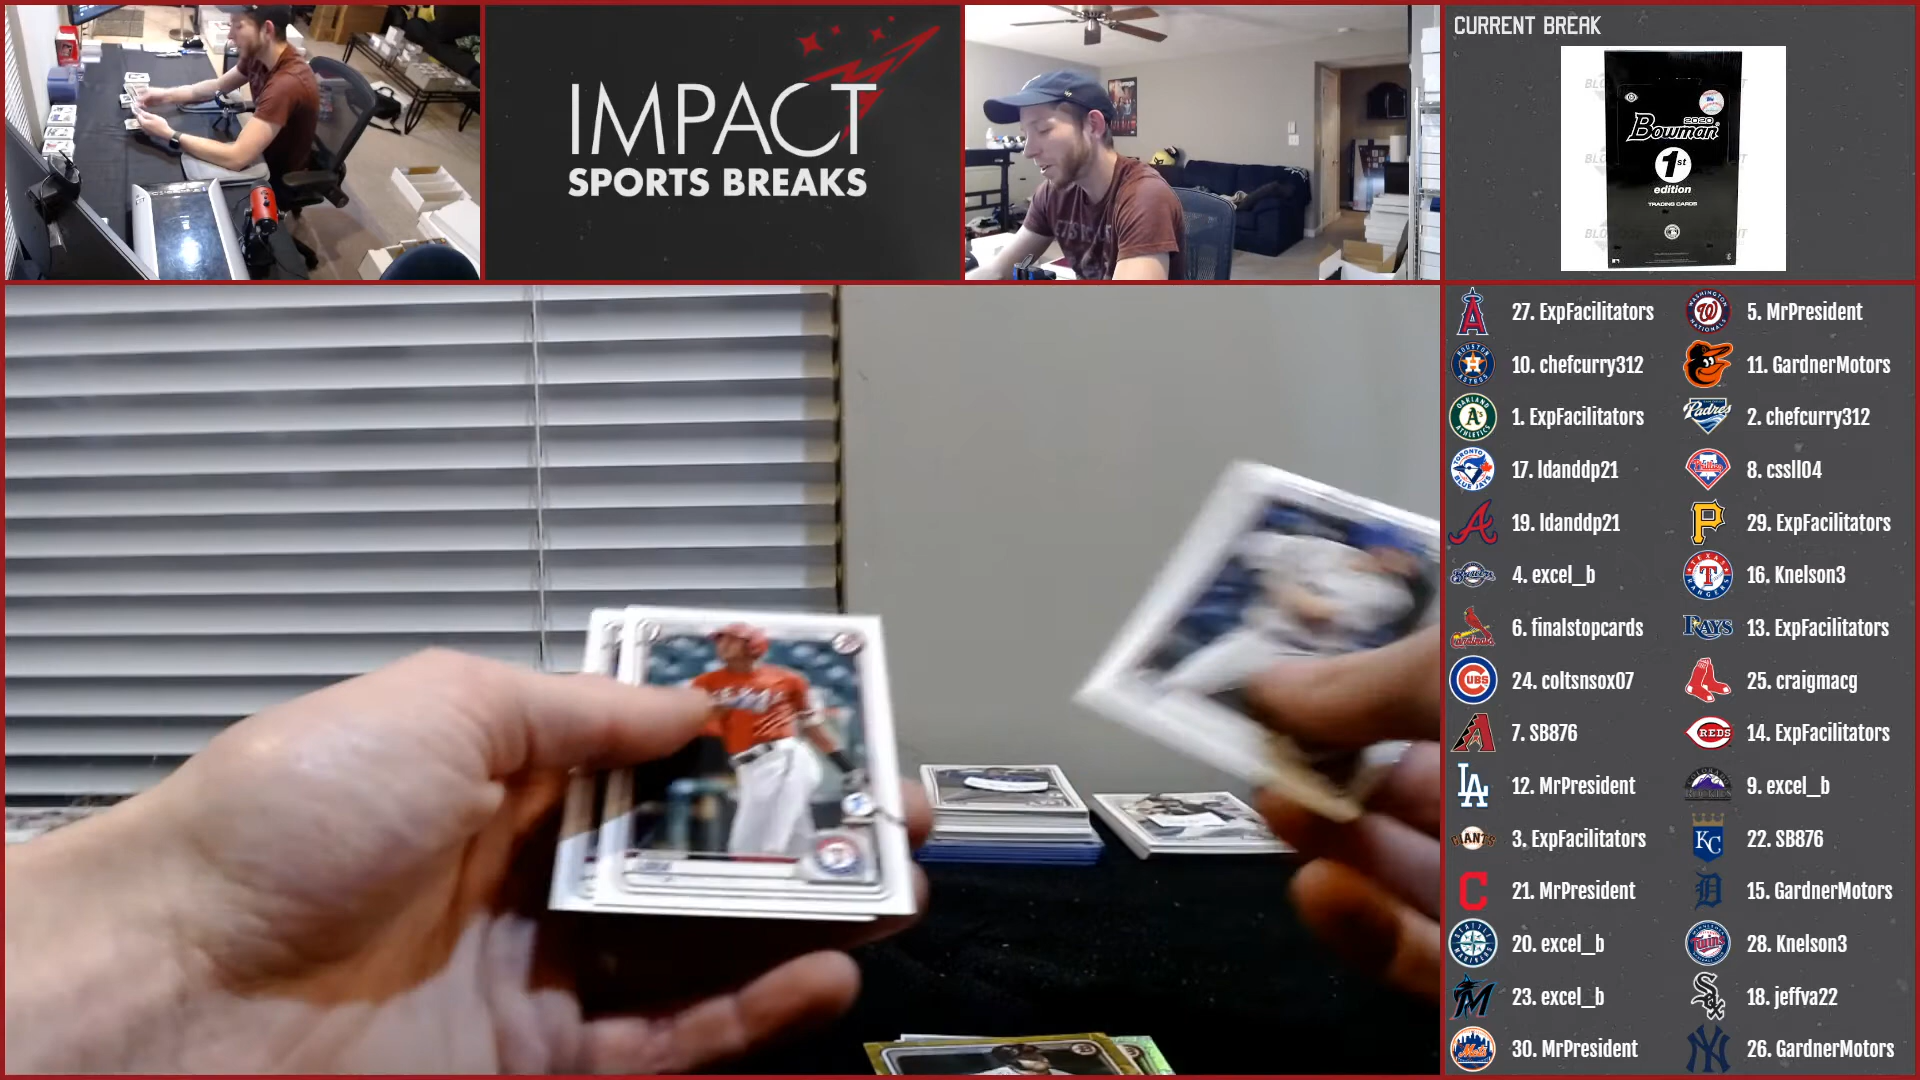 IMPACT
SPORTS BREAKS
CURRENT BREAK
2020
Bowman
1st
edition
TRADING CARDS
27. ExpFacilitators
5. MrPresident
10. chefcurry312
11. GardnerMotors
1. ExpFacilitators
2. chefcurry312
17. ldanddp21
8. cssll04
19. ldanddp21
29. ExpFacilitators
4. excel_b
16. Knelson3
6. finalstopcards
13. ExpFacilitators
24. coltsnsox07
25. craigmacg
7. SB876
14. ExpFacilitators
12. MrPresident
9. excel_b
3. ExpFacilitators
22. SB876
21. MrPresident
15. GardnerMotors
20. excel_b
28. Knelson3
23. excel_b
18. jeffva22
30. MrPresident
26. GardnerMotors